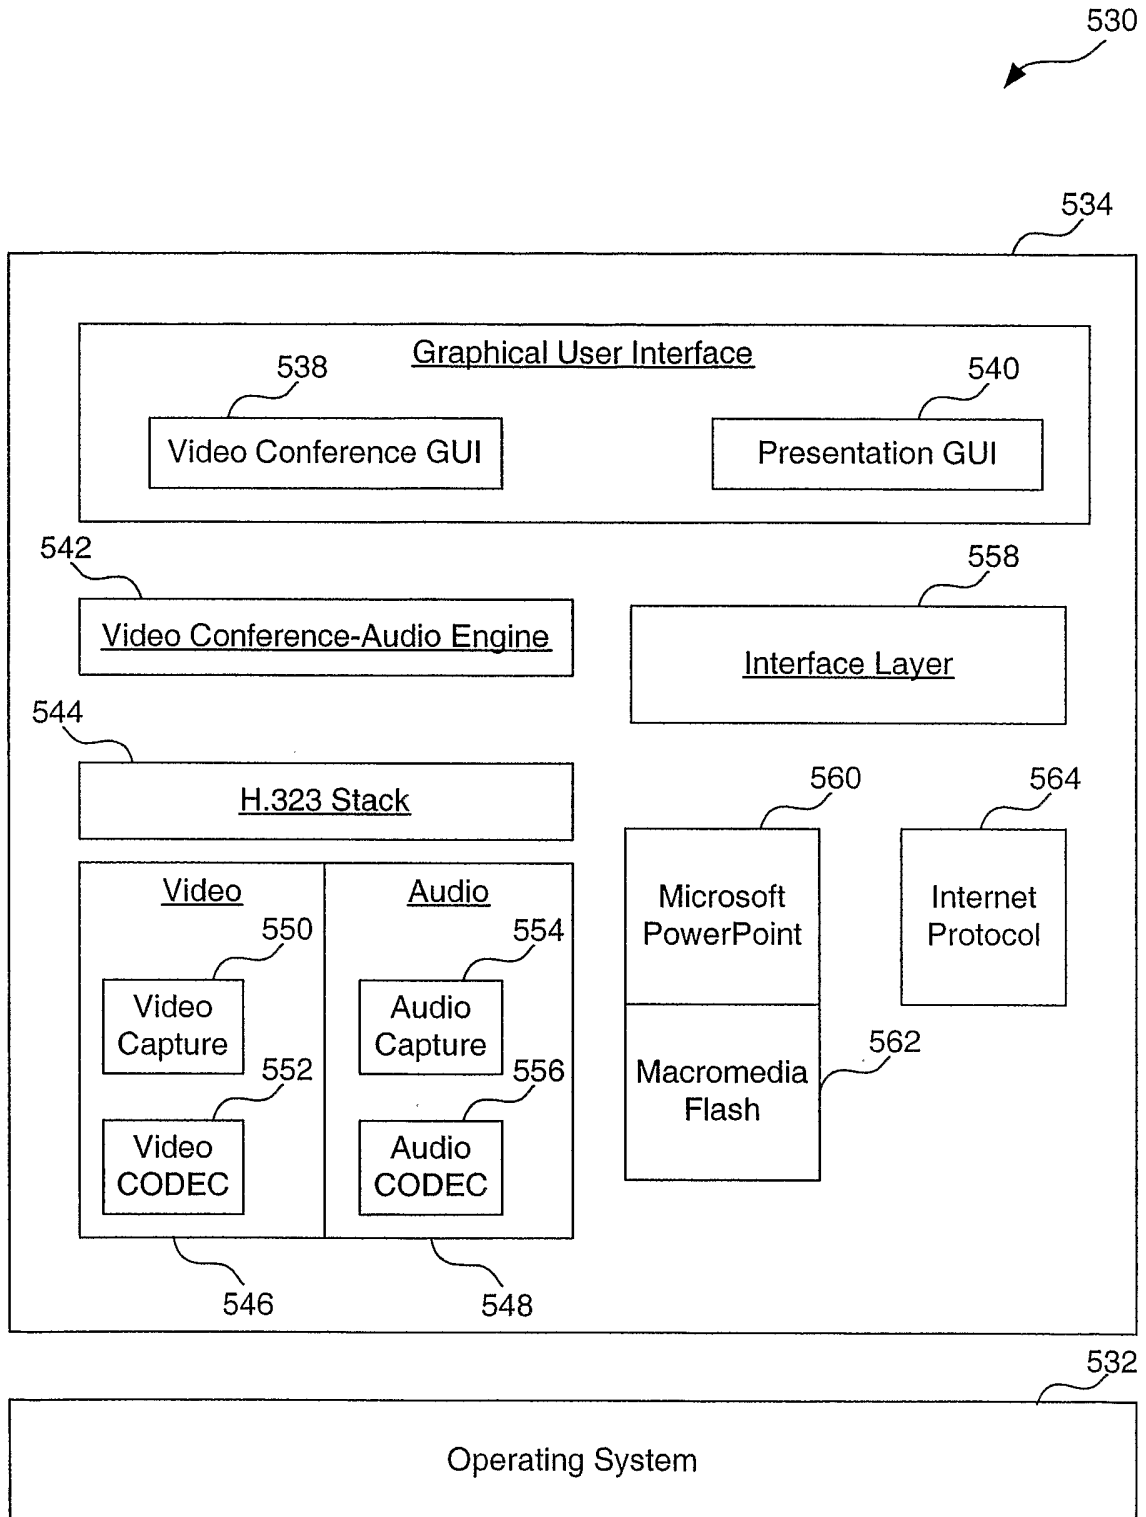 530
534
Graphical User Interface
538
540
Video Conference GUI
Presentation GUI
542
558
Video Conference-Audio Engine
Interface Layer
544
H.323 Stack
560
564
Video
Audio
Microsoft
PowerPoint
Internet
Protocol
550
554
Video
Capture
Audio
Capture
562
552
556
Macromedia
Flash
Video
CODEC
Audio
CODEC
546
548
532
Operating System